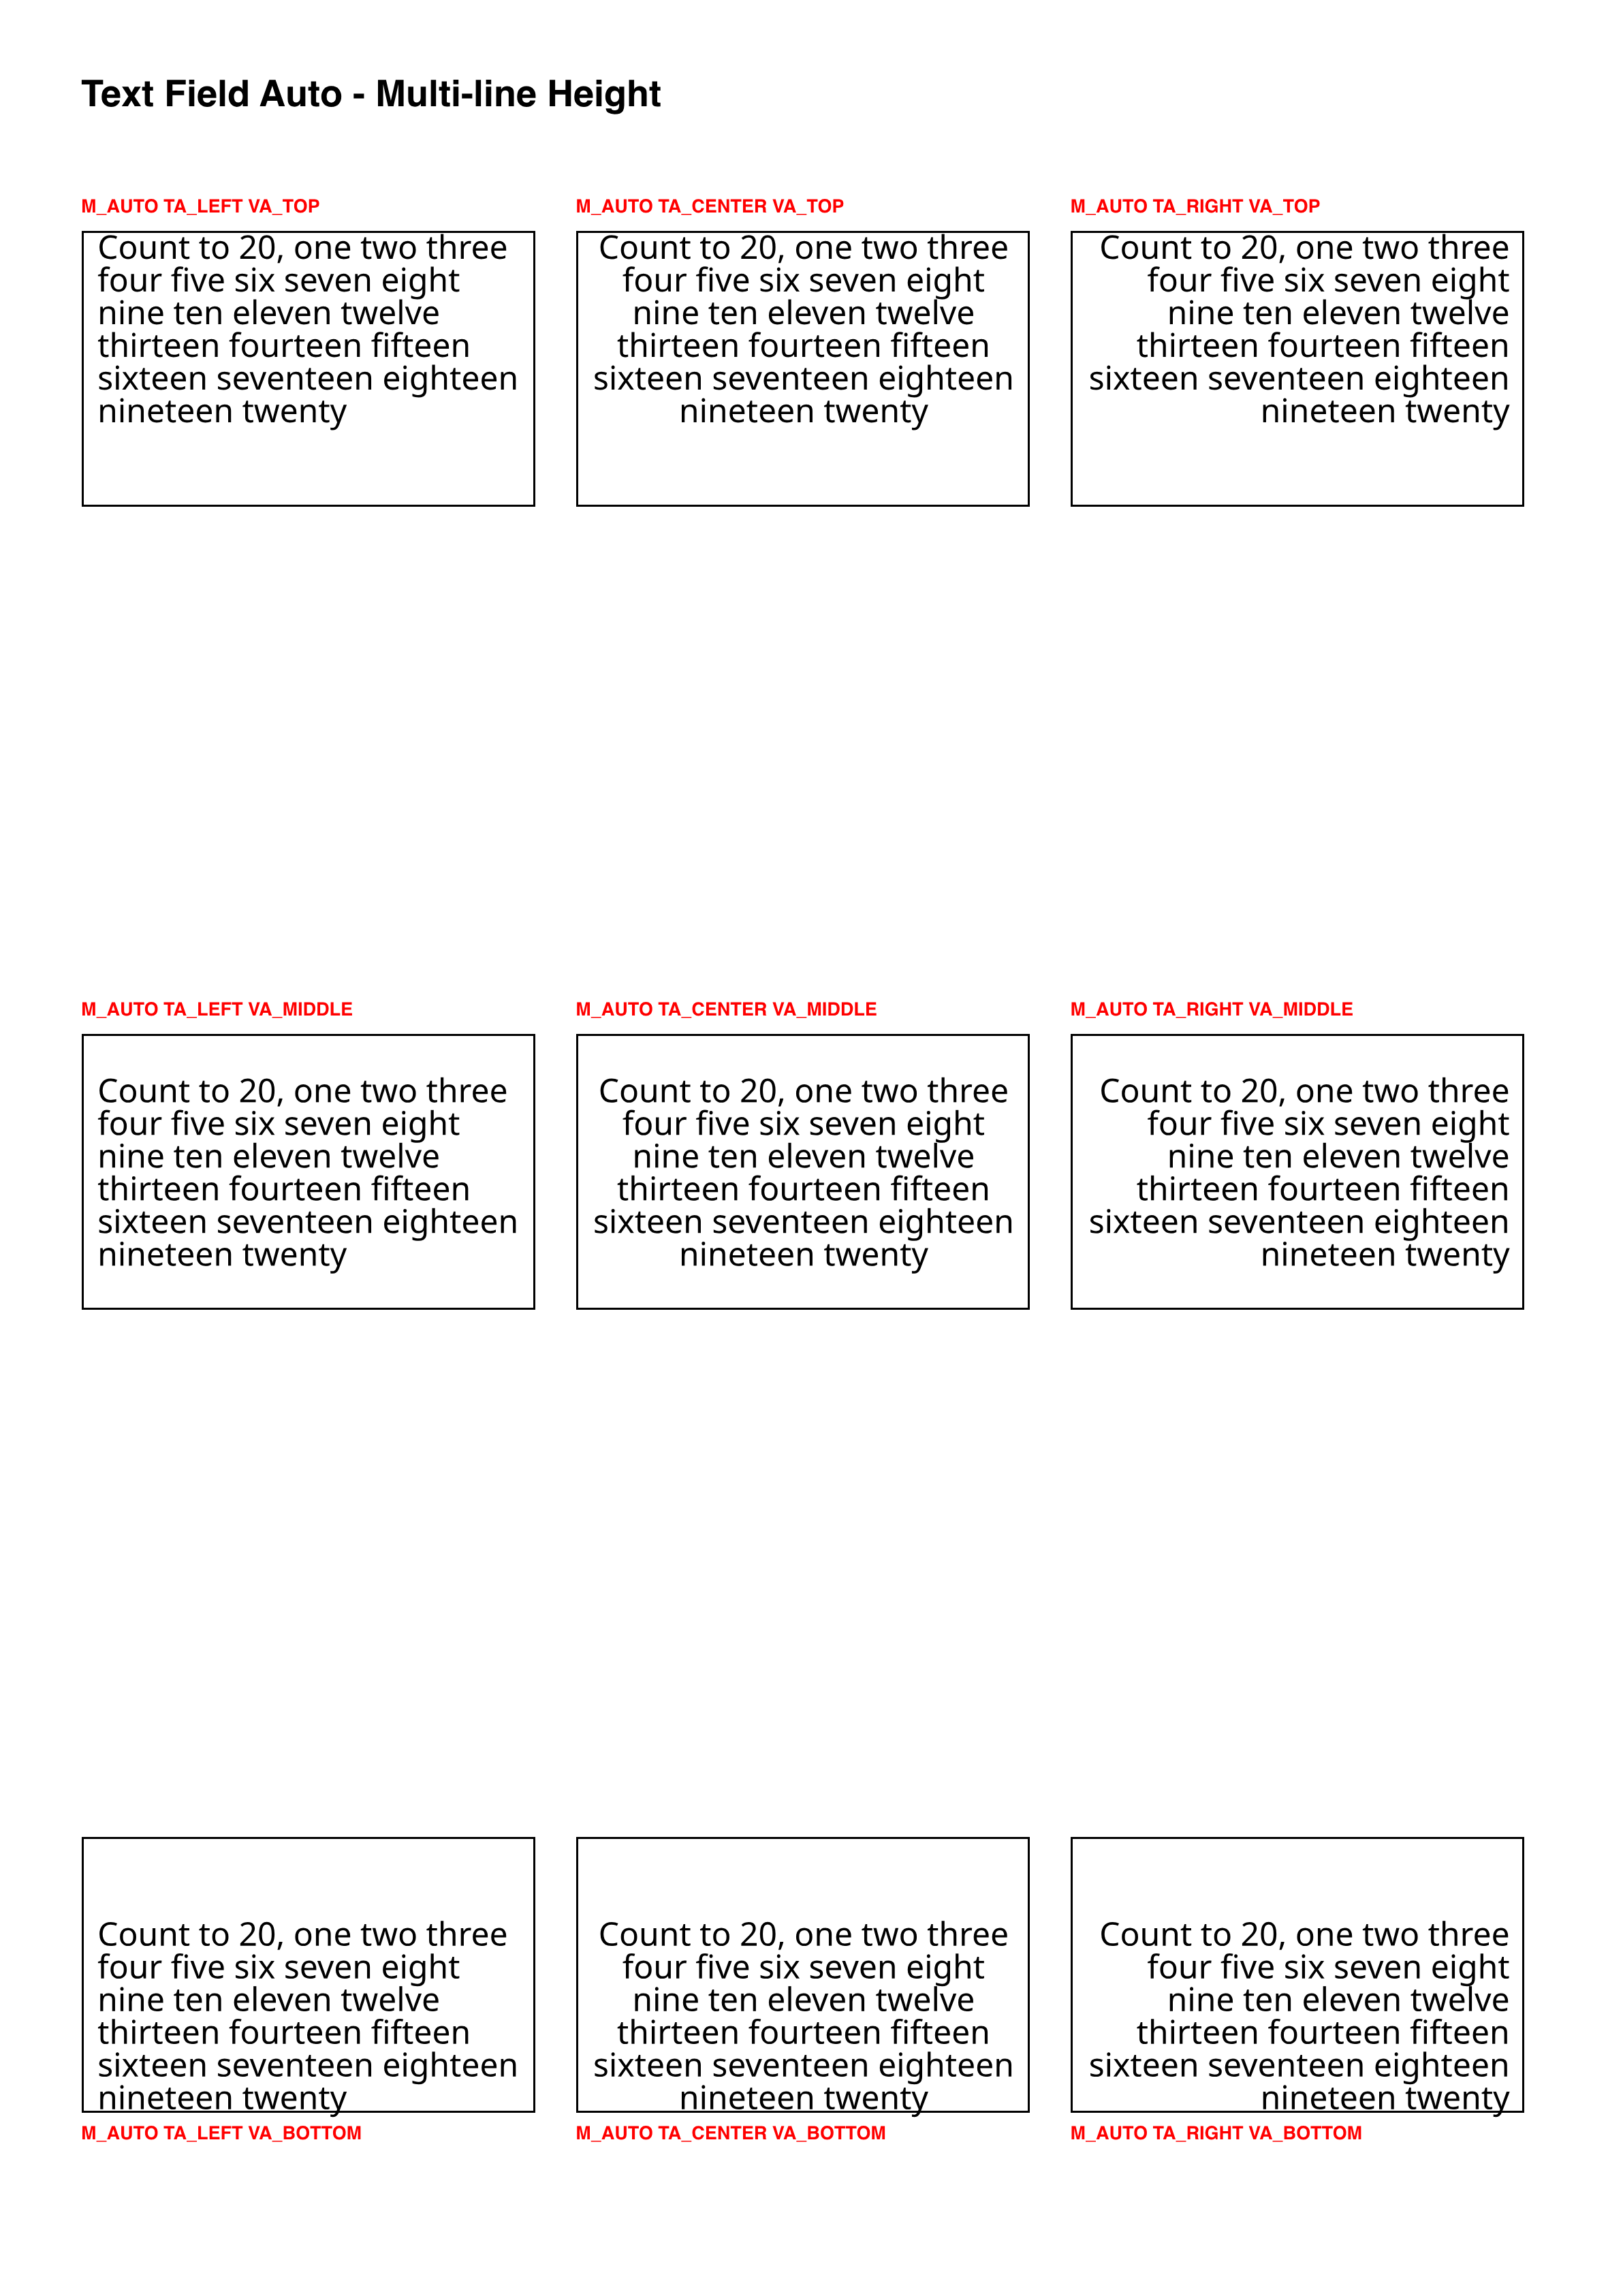 Text Field Auto - Multi-line Height
M_AUTO TA_LEFT VA_TOP
Count to 20, one two three
four five six seven eight
nine ten eleven twelve
thirteen fourteen fifteen
sixteen seventeen eighteen
nineteen twenty
M_AUTO TA_CENTER VA_TOP
Count to 20, one two three
four five six seven eight
nine ten eleven twelve
thirteen fourteen fifteen
sixteen seventeen eighteen
nineteen twenty
M_AUTO TA_RIGHT VA_TOP
Count to 20, one two three
four five six seven eight
nine ten eleven twelve
thirteen fourteen fifteen
sixteen seventeen eighteen
nineteen twenty
M_AUTO TA_LEFT VA_MIDDLE
Count to 20, one two three
four five six seven eight
nine ten eleven twelve
thirteen fourteen fifteen
sixteen seventeen eighteen
nineteen twenty
M_AUTO TA_CENTER VA_MIDDLE
Count to 20, one two three
four five six seven eight
nine ten eleven twelve
thirteen fourteen fifteen
sixteen seventeen eighteen
nineteen twenty
M_AUTO TA_RIGHT VA_MIDDLE
Count to 20, one two three
four five six seven eight
nine ten eleven twelve
thirteen fourteen fifteen
sixteen seventeen eighteen
nineteen twenty
Count to 20, one two three
four five six seven eight
nine ten eleven twelve
thirteen fourteen fifteen
sixteen seventeen eighteen
nineteen twenty
M_AUTO TA_LEFT VA_BOTTOM
Count to 20, one two three
four five six seven eight
nine ten eleven twelve
thirteen fourteen fifteen
sixteen seventeen eighteen
nineteen twenty
M_AUTO TA_CENTER VA_BOTTOM
Count to 20, one two three
four five six seven eight
nine ten eleven twelve
thirteen fourteen fifteen
sixteen seventeen eighteen
nineteen twenty
M_AUTO TA_RIGHT VA_BOTTOM